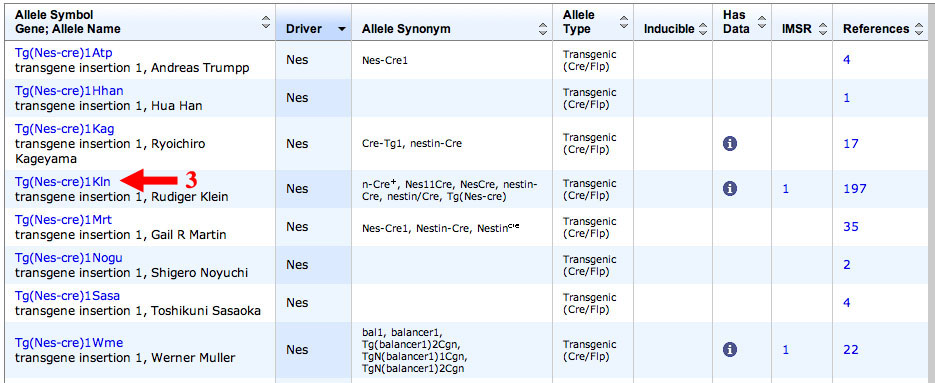 Allele Symbol
Gene; Allele Name
Driver
Allele Synonym
Allele
Type
Inducible
Has
Data
IMSR
References
Tg(Nes-cre)1Atp
transgene insertion 1, Andreas Trumpp
Nes
Nes-Cre1
Transgenic
(Cre/Flp)
4
Tg(Nes-cre)1Hhan
transgene insertion 1, Hua Han
Nes
Transgenic
(Cre/Flp)
1
Tg(Nes-cre)1Kag
transgene insertion 1, Ryoichiro
Kageyama
Nes
Cre-Tg1, nestin-Cre
Transgenic
(Cre/Flp)
i
17
Tg(Nes-cre)1Kln
3
transgene insertion 1, Rudiger Klein
Nes
n-Cre+, Nes11Cre, NesCre, nestin-
Cre, nestin/Cre, Tg(Nes-cre)
Transgenic
(Cre/Flp)
i
1
197
Tg(Nes-cre)1Mrt
transgene insertion 1, Gail R Martin
Nes
Nes-Cre1, Nestin-Cre, Nestincre
Transgenic
(Cre/Flp)
35
Tg(Nes-cre)1Nogu
transgene insertion 1, Shigero Noyuchi
Nes
Transgenic
(Cre/Flp)
2
Tg(Nes-cre)1Sasa
transgene insertion 1, Toshikuni Sasaoka
Nes
Transgenic
(Cre/Flp)
4
Tg(Nes-cre)1Wme
transgene insertion 1, Werner Muller
Nes
bal1, balancer1,
Tg(balancer1)2Cgn,
TgN(balancer1)1Cgn,
TgN(balancer1)2Cgn
Transgenic
(Cre/Flp)
i
1
22